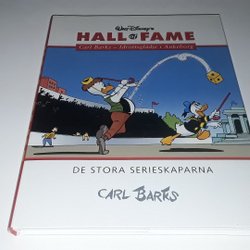 Walt Disney's
HALL of FAME
Carl Barks – Idrottsglädje i Ankeborg
DE STORA SERIESKAPARNA
CARL BARKS